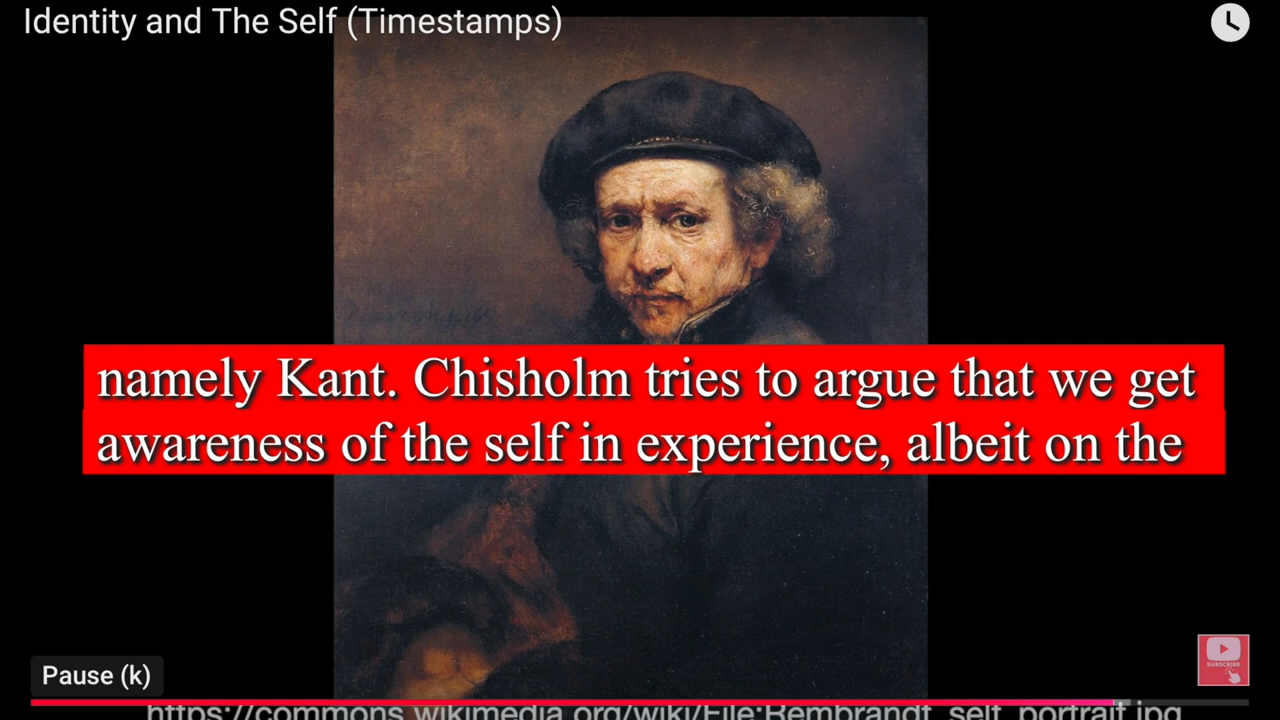 Identity and The Self (Timestamps)
namely Kant. Chisholm tries to argue that we get
awareness of the self in experience, albeit on the
Pause (k)
SUBSCRIBE
https://commons.wikimedia.org/wiki/File:Rembrandt_self_portrait.jpg